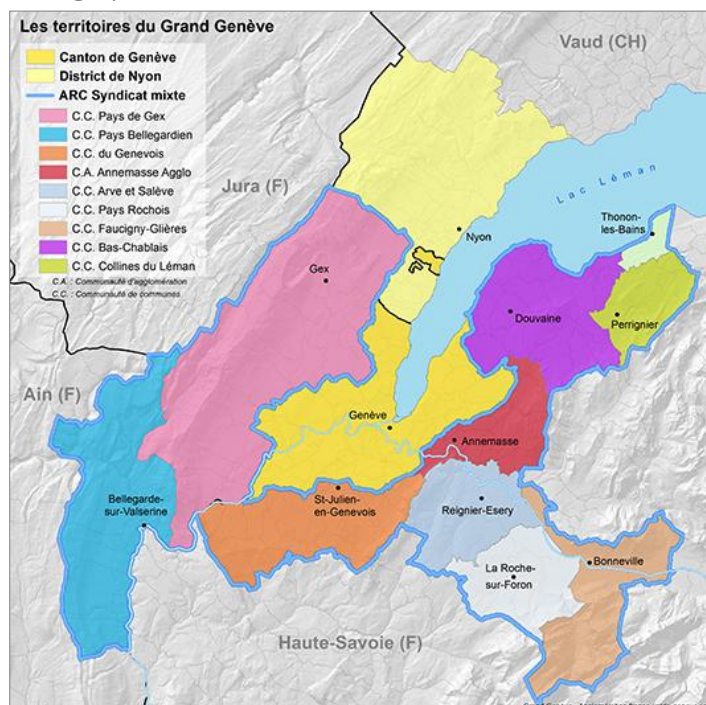 Les territoires du Grand Genève
Canton de Genève
District de Nyon
ARC Syndicat mixte
C.C. Pays de Gex
C.C. Pays Bellegardien
C.C. du Genevois
C.A. Annemasse Agglo
C.C. Arve et Salève
C.C. Pays Rochois
C.C. Faucigny-Glières
C.C. Bas-Chablais
C.C. Collines du Léman
C.A. : Communauté d'agglomération
C.C. : Communauté de communes
Vaud (CH)
Jura (F)
Lac Léman
Nyon
Thonon-
les-Bains
Gex
Douvaine
Perrignier
Ain (F)
Genève
Annemasse
Bellegarde-
sur-Valserine
St-Julien-
en-Genevois
Reignier-Esery
Bonneville
La Roche-
sur-Foron
Haute-Savoie (F)